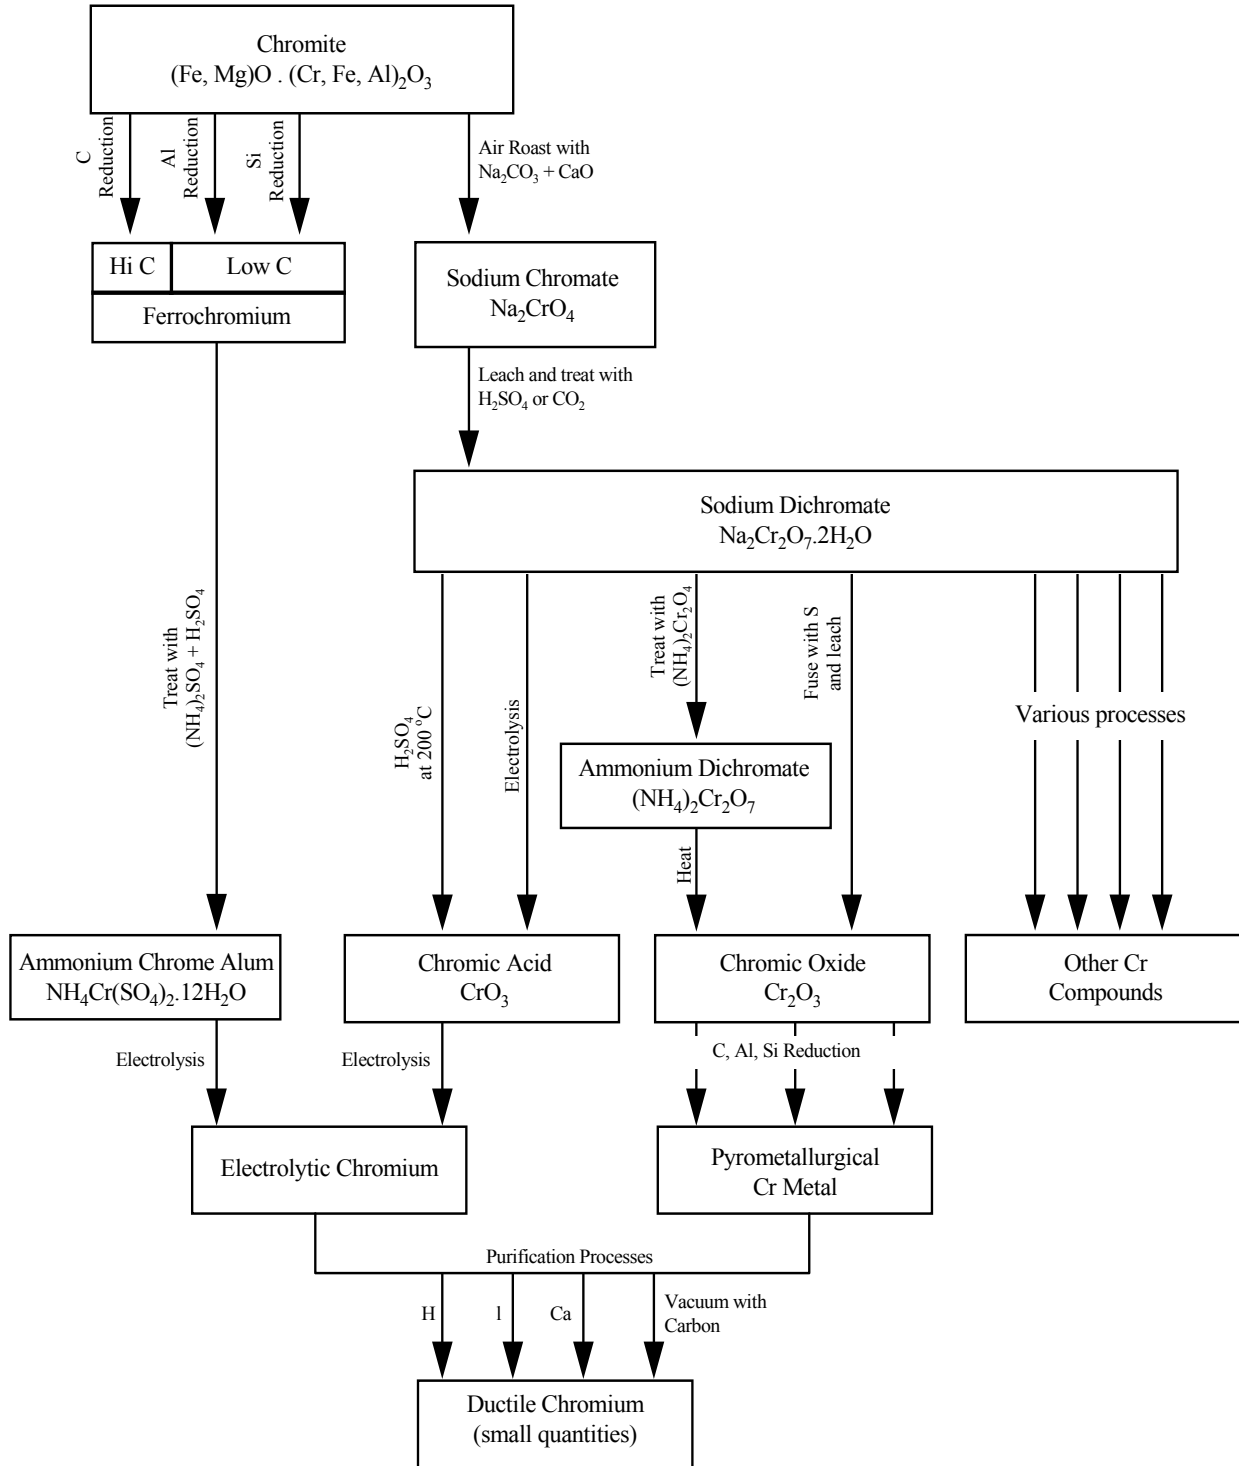 Chromite
(Fe, Mg)O . (Cr, Fe, Al)₂O₃
C
Reduction
Al
Reduction
Si
Reduction
Air Roast with
Na₂CO₃ + CaO
Hi C
Low C
Ferrochromium
Sodium Chromate
Na₂CrO₄
Leach and treat with
H₂SO₄ or CO₂
Sodium Dichromate
Na₂Cr₂O₇.2H₂O
Treat with
(NH₄)₂SO₄ + H₂SO₄
H₂SO₄
at 200 °C
Electrolysis
Treat with
(NH₄)₂Cr₂O₄
Fuse with S
and leach
Various processes
Ammonium Dichromate
(NH₄)₂Cr₂O₇
Heat
Ammonium Chrome Alum
NH₄Cr(SO₄)₂.12H₂O
Chromic Acid
CrO₃
Chromic Oxide
Cr₂O₃
Other Cr
Compounds
Electrolysis
Electrolysis
C, Al, Si Reduction
Electrolytic Chromium
Pyrometallurgical
Cr Metal
Purification Processes
H
l
Ca
Vacuum with
Carbon
Ductile Chromium
(small quantities)